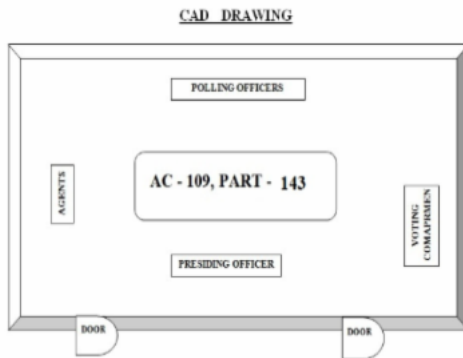 CAD DRAWING
POLLING OFFICERS
AC - 109, PART - 143
AGENTS
VOTING
COMAPRMEN
PRESIDING OFFICER
DOOR
DOOR